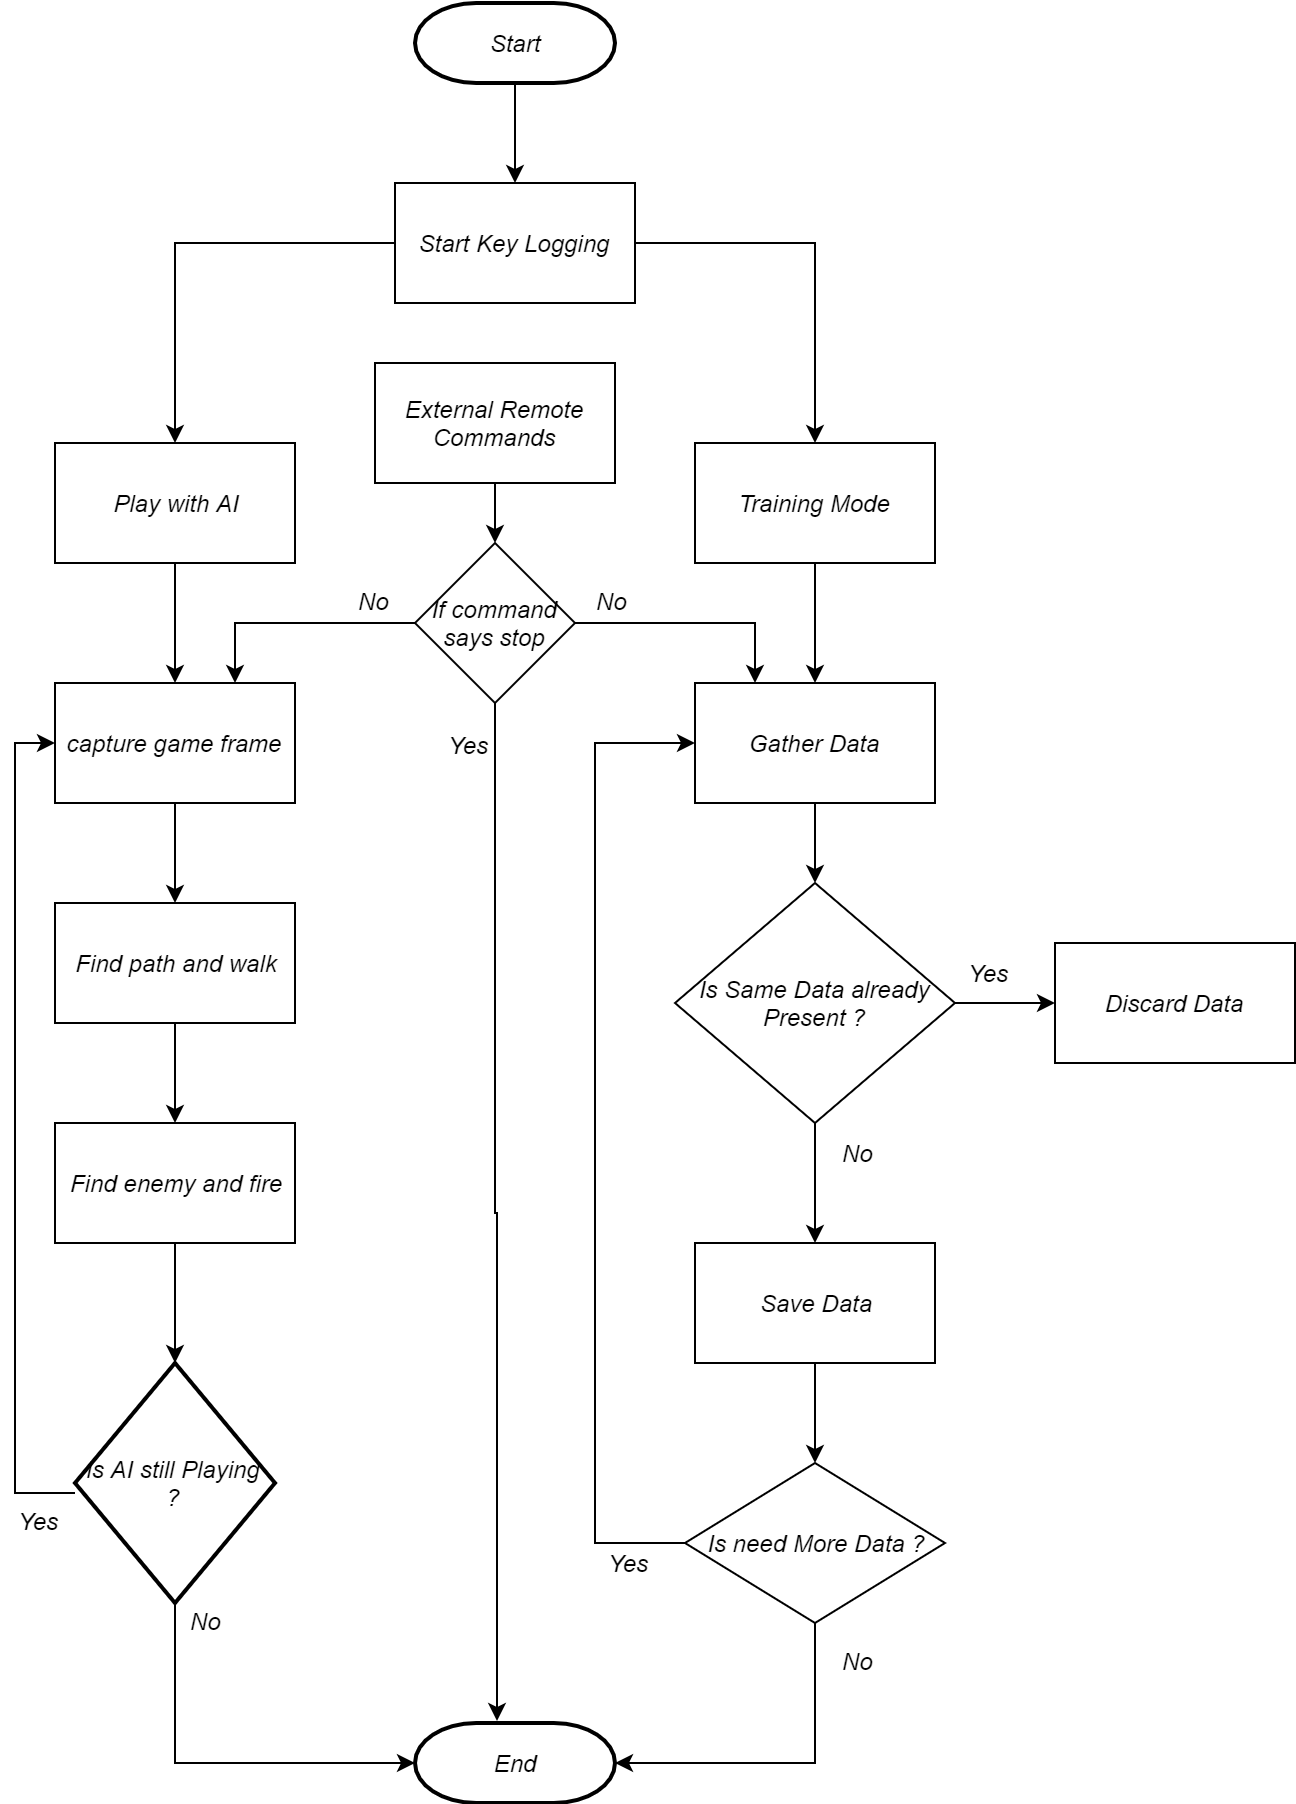 Start
Start Key Logging
External Remote
Commands
Play with AI
Training Mode
If command
says stop
No
No
Yes
capture game frame
Gather Data
Find path and walk
Is Same Data already
Present ?
Yes
Discard Data
No
Find enemy and fire
Save Data
Is AI still Playing
?
Yes
No
Is need More Data ?
Yes
No
End